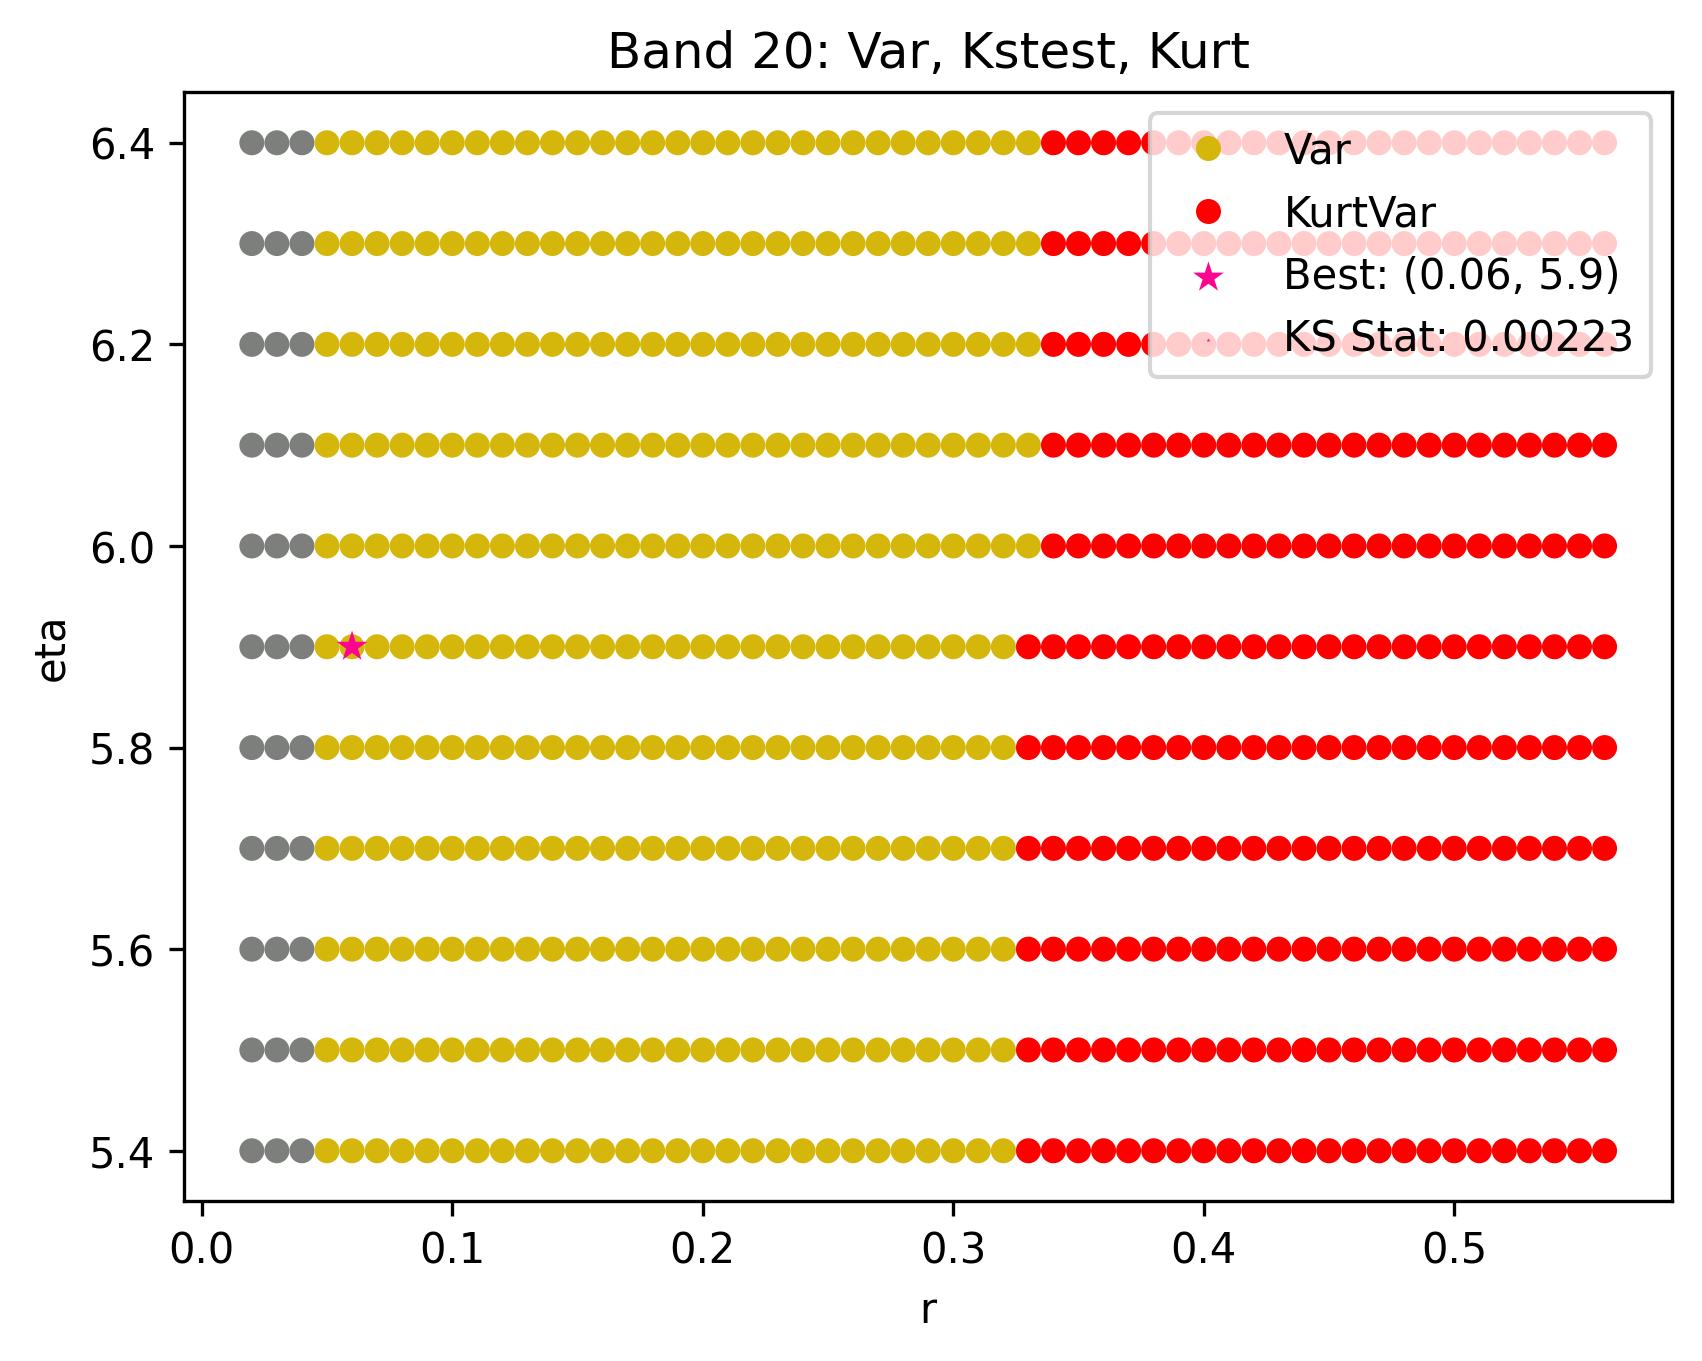 Band 20: Var, Kstest, Kurt
Var
KurtVar
Best: (0.06, 5.9)
KS Stat: 0.00223
eta
6.4
6.2
6.0
5.8
5.6
5.4
0.0 0.1 0.2 0.3 0.4 0.5
r